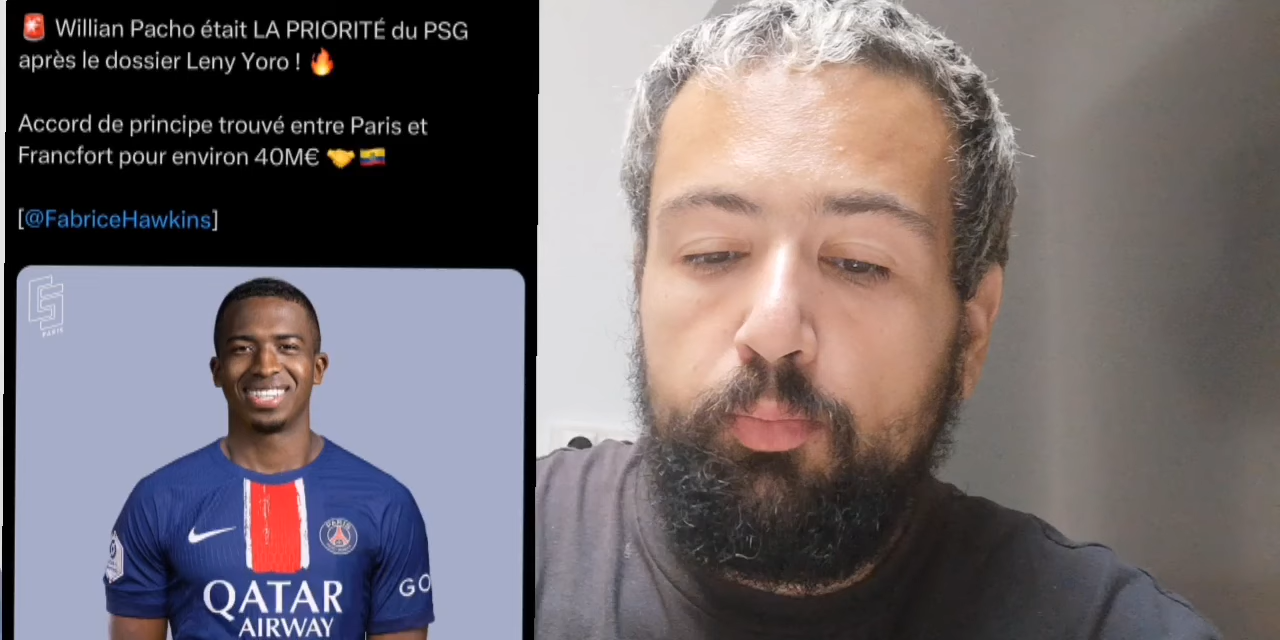 🚨 Willian Pacho était LA PRIORITÉ du PSG
après le dossier Leny Yoro ! 🔥
Accord de principe trouvé entre Paris et
Francfort pour environ 40M€ 🤝 🇪🇨
[@FabriceHawkins]
PARIS
PARIS
GO
QATAR
AIRWAY